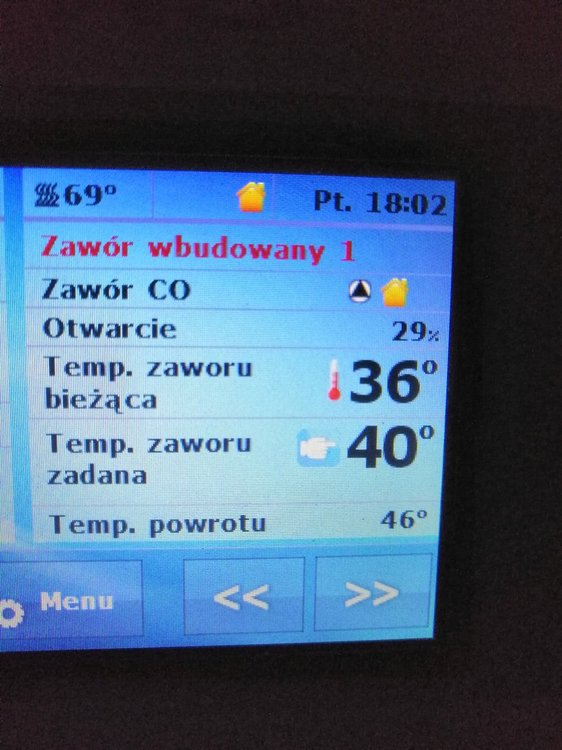 69° Pt. 18:02
Zawór wbudowany 1
Zawór CO
Otwarcie 29%
Temp. zaworu
bieżąca 36°
Temp. zaworu
zadana 40°
Temp. powrotu 46°
Menu << >>